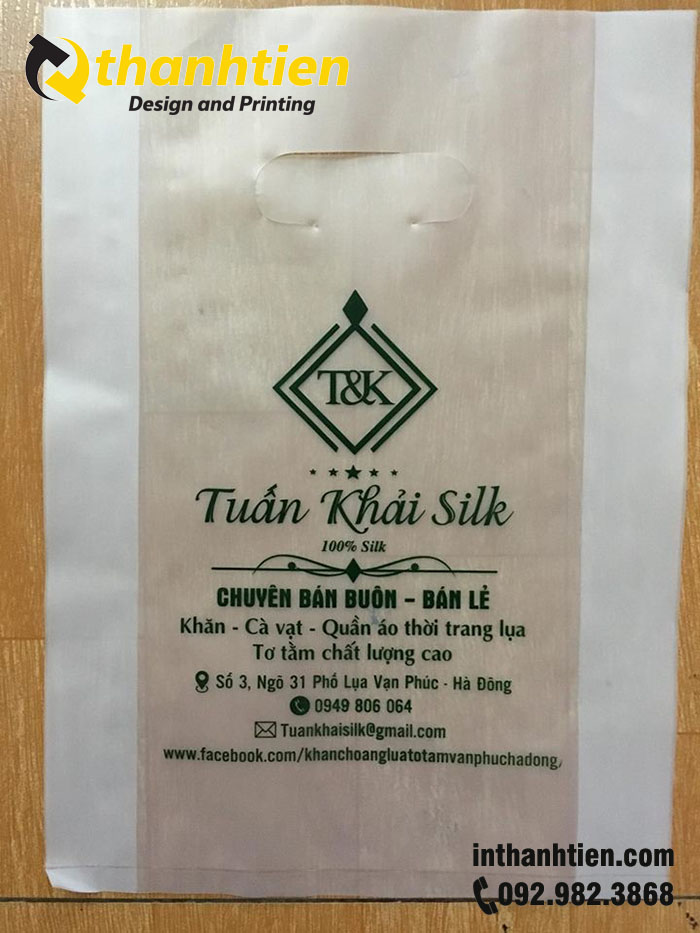 thanhtien
Design and Printing
T&K
Tuấn Khải Silk
100% Silk
CHUYÊN BÁN BUÔN - BÁN LẺ
Khăn - Cà vạt - Quần áo thời trang lụa
Tơ tằm chất lượng cao
Số 3, Ngõ 31 Phố Lụa Vạn Phúc - Hà Đông
0949 806 064
Tuankhaisilk@gmail.com
www.facebook.com/khanchoangluatotamvanphuchadong/
inthanhtien.com
092.982.3868